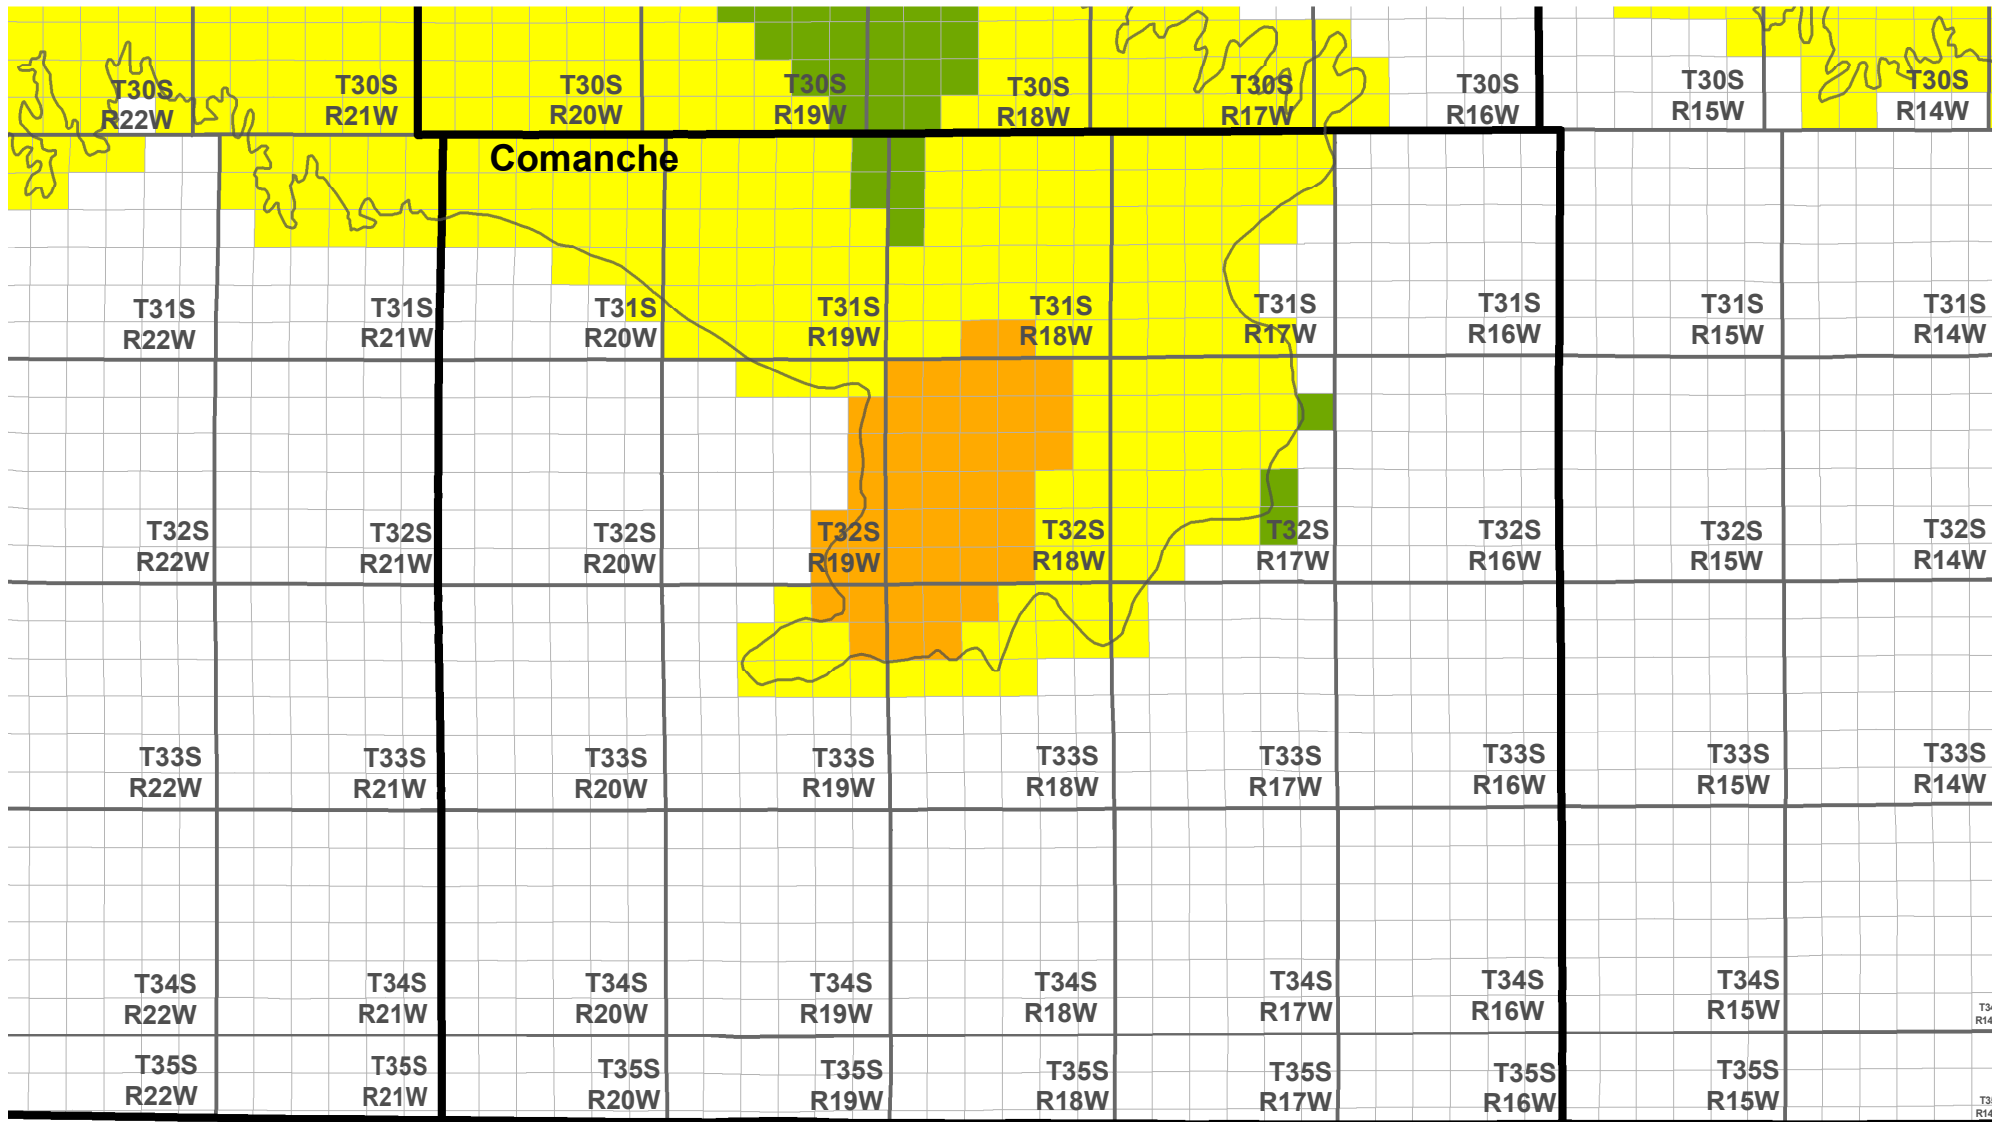 T30S
R22W
T30S
R21W
T30S
R20W
T30S
R19W
T30S
R18W
T30S
R17W
T30S
R16W
T30S
R15W
T30S
R14W
Comanche
T31S
R22W
T31S
R21W
T31S
R20W
T31S
R19W
T31S
R18W
T31S
R17W
T31S
R16W
T31S
R15W
T31S
R14W
T32S
R22W
T32S
R21W
T32S
R20W
T32S
R19W
T32S
R18W
T32S
R17W
T32S
R16W
T32S
R15W
T32S
R14W
T33S
R22W
T33S
R21W
T33S
R20W
T33S
R19W
T33S
R18W
T33S
R17W
T33S
R16W
T33S
R15W
T33S
R14W
T34S
R22W
T34S
R21W
T34S
R20W
T34S
R19W
T34S
R18W
T34S
R17W
T34S
R16W
T34S
R15W
T35S
R22W
T35S
R21W
T35S
R20W
T35S
R19W
T35S
R18W
T35S
R17W
T35S
R16W
T35S
R15W